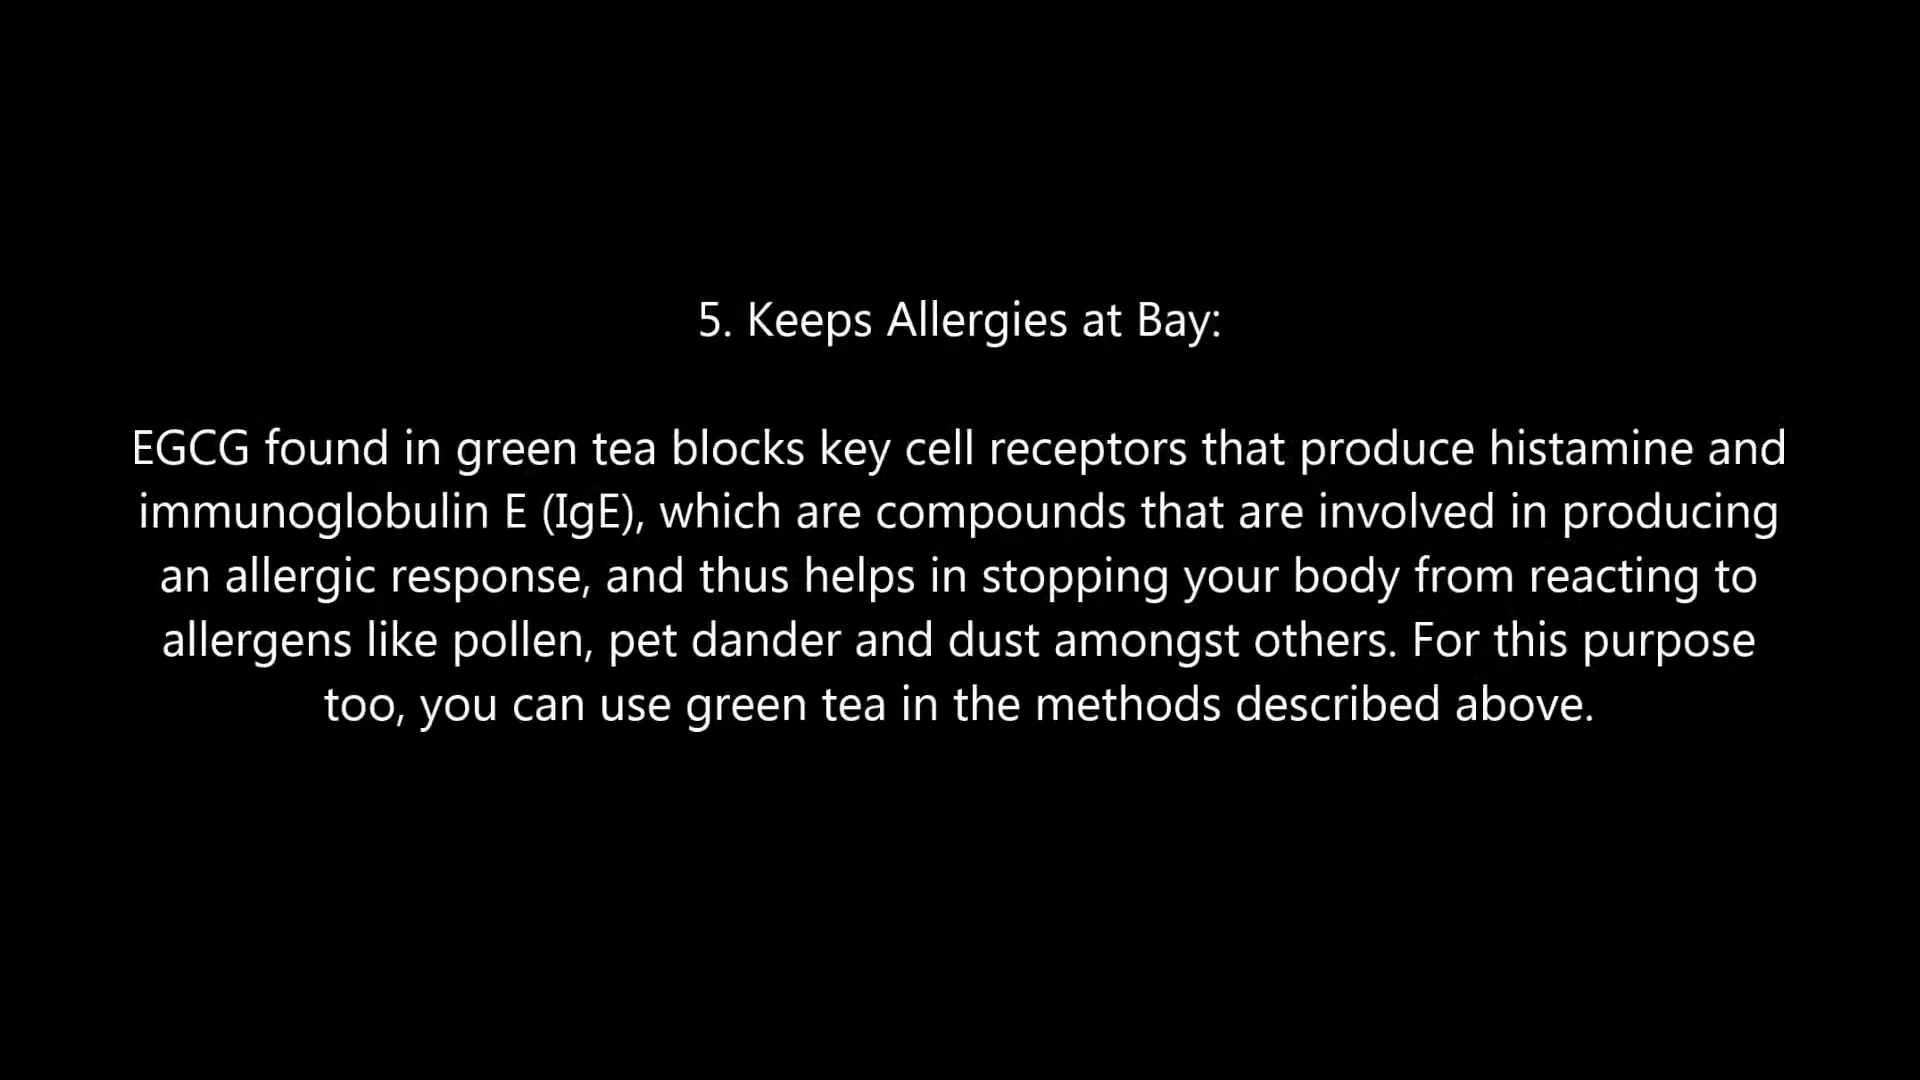 5. Keeps Allergies at Bay:
EGCG found in green tea blocks key cell receptors that produce histamine and
immunoglobulin E (IgE), which are compounds that are involved in producing
an allergic response, and thus helps in stopping your body from reacting to
allergens like pollen, pet dander and dust amongst others. For this purpose
too, you can use green tea in the methods described above.